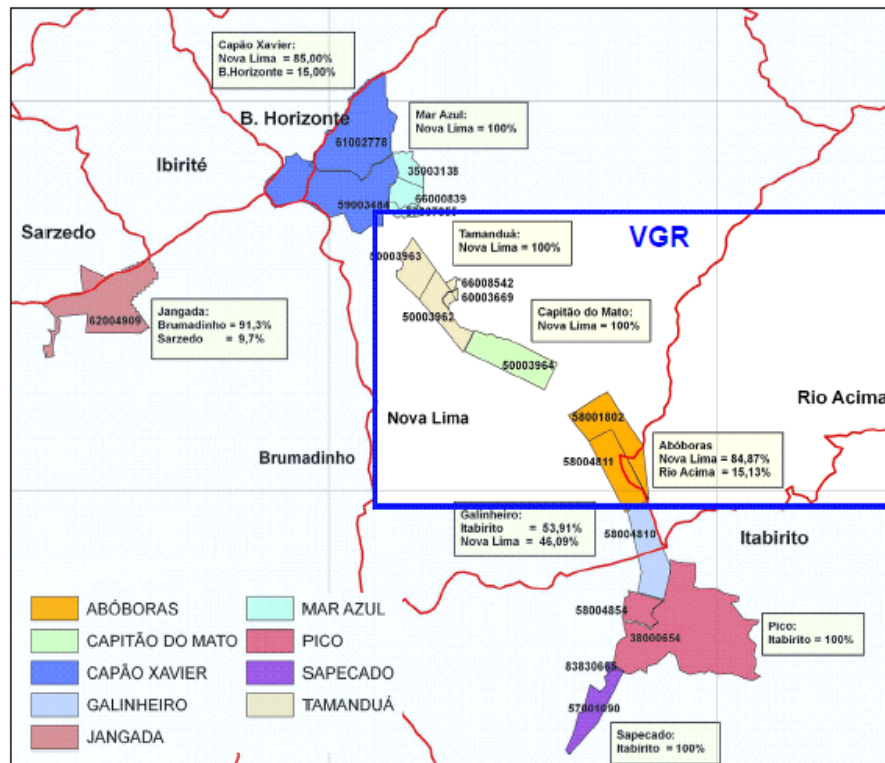 Capão Xavier:
Nova Lima = 85,00%
B.Horizonte = 15,00%
B. Horizonte
Mar Azul:
Nova Lima = 100%
61002778
Ibirité
35003138
66000839
59003484
Sarzedo
VGR
Tamanduá:
Nova Lima = 100%
50003963
66008542
60003669
Jangada:
Brumadinho = 91,3%
Sarzedo = 9,7%
62004909
50003962
Capitão do Mato:
Nova Lima = 100%
50003964
Nova Lima
Rio Acima
58001802
Brumadinho
58004811
Abóboras
Nova Lima = 84,87%
Rio Acima = 15,13%
Galinheiro:
Itabirito = 53,91%
Nova Lima = 46,09%
58004810
Itabirito
58004854
38000654
Pico:
Itabirito = 100%
57001090
Sapecado:
Itabirito = 100%
ABÓBORAS
CAPITÃO DO MATO
CAPÃO XAVIER
GALINHEIRO
JANGADA
MAR AZUL
PICO
SAPECADO
TAMANDUÁ